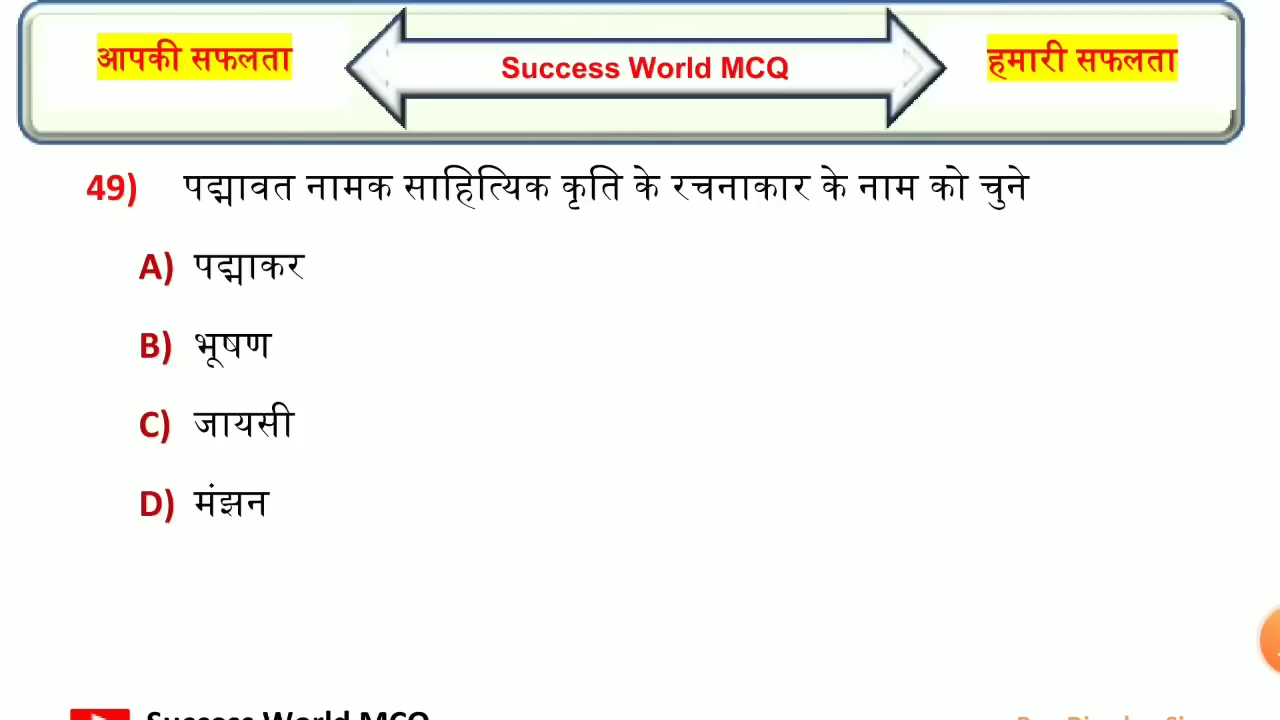 आपकी सफलता
Success World MCQ
हमारी सफलता
49) पद्मावत नामक साहित्यिक कृति के रचनाकार के नाम को चुने
A) पद्माकर
B) भूषण
C) जायसी
D) मंझन
Success World MCQ